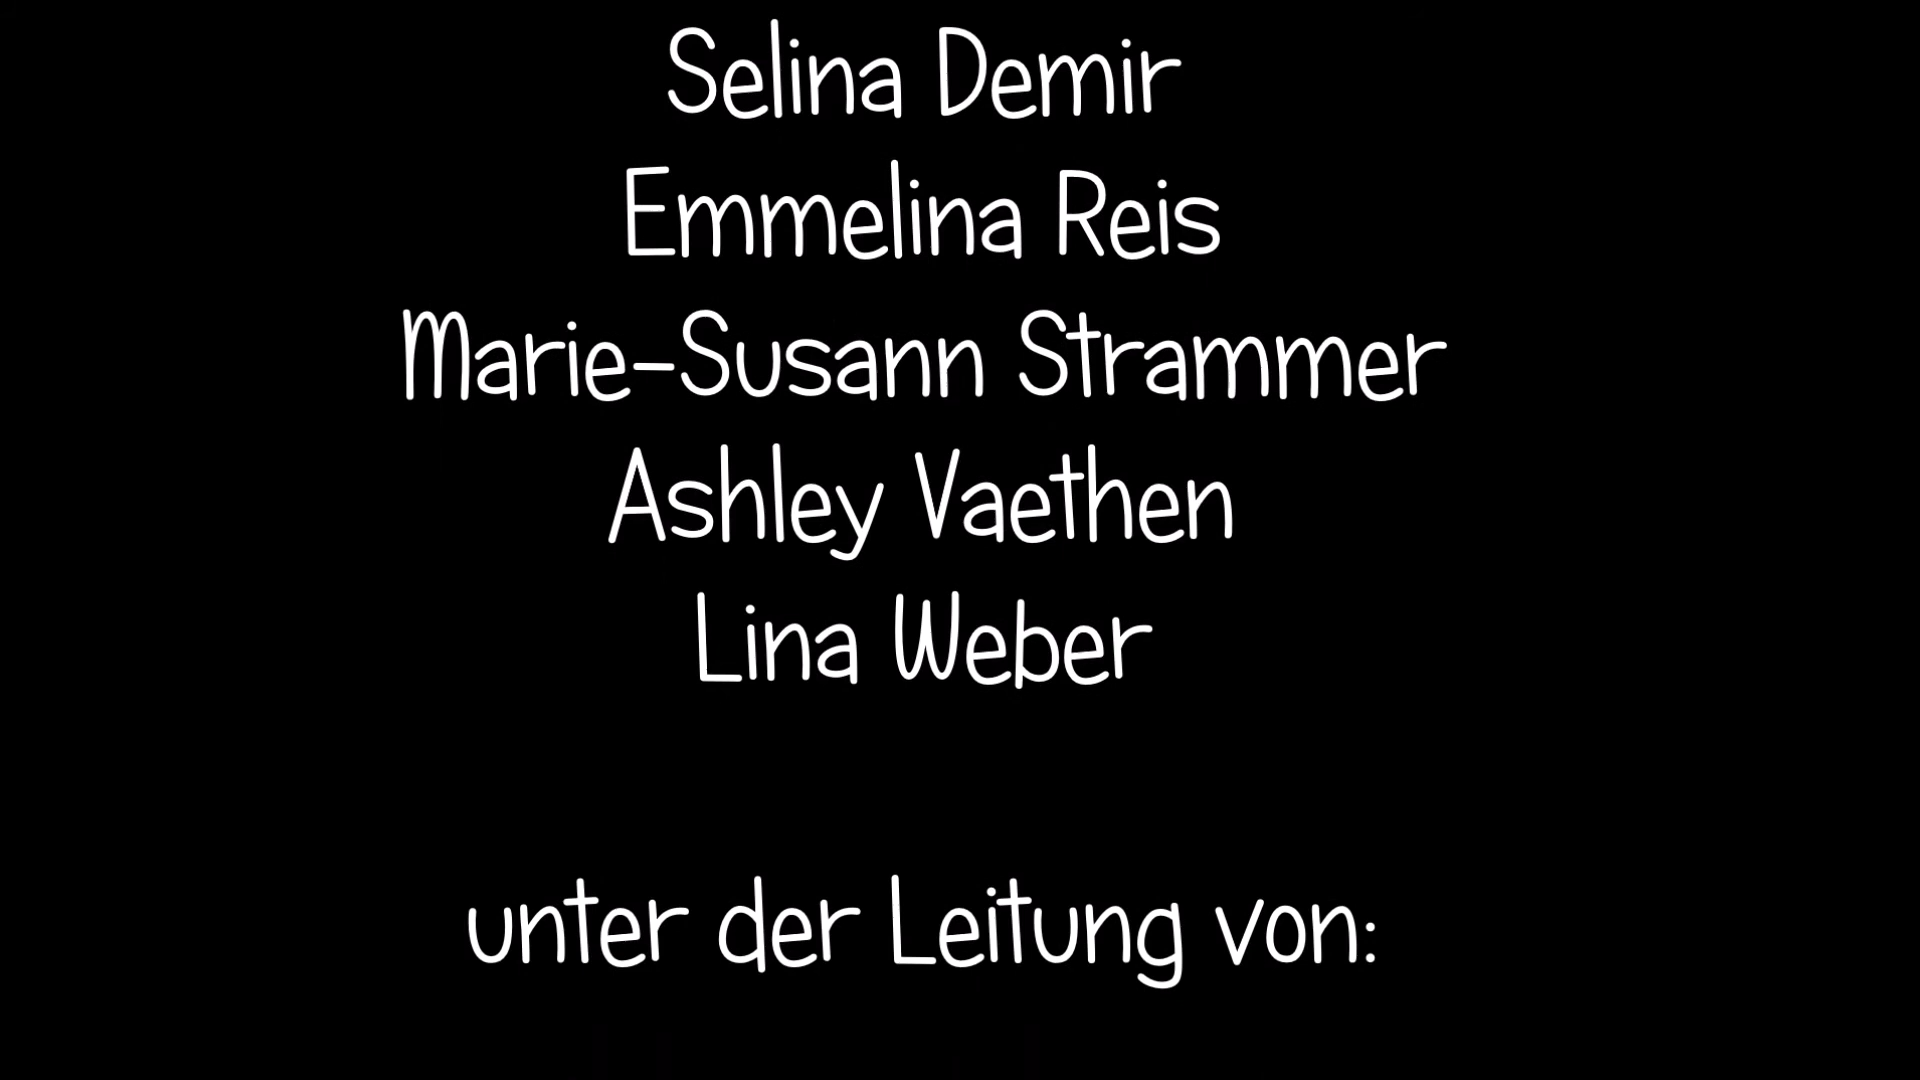 Selina Demir
Emmelina Reis
Marie-Susann Strammer
Ashley Vaethen
Lina Weber
unter der Leitung von: